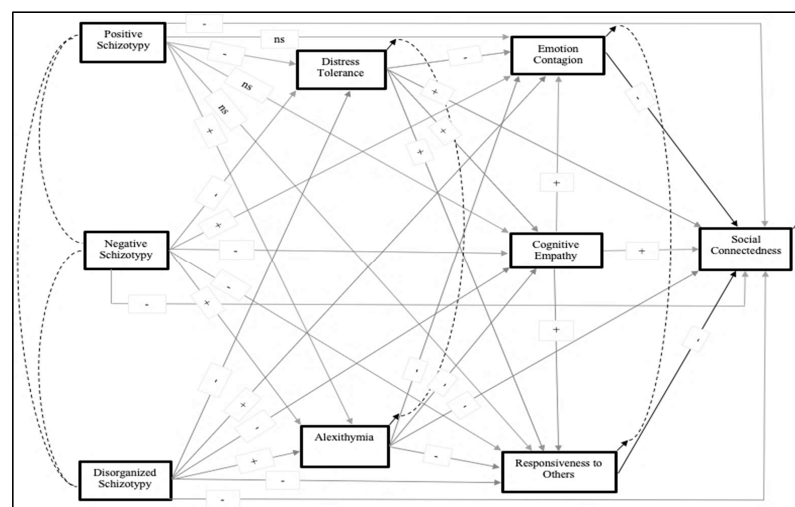 Positive
Schizotypy
-
ns
-
Distress
Tolerance
-
Emotion
Contagion
ns
ns
+
+
+
+
-
-
+
+
Negative
Schizotypy
-
Cognitive
Empathy
+
Social
Connectedness
-
+
-
+
-
-
-
-
-
+
-
-
Alexithymia
+
-
-
Responsiveness to
Others
Disorganized
Schizotypy
-